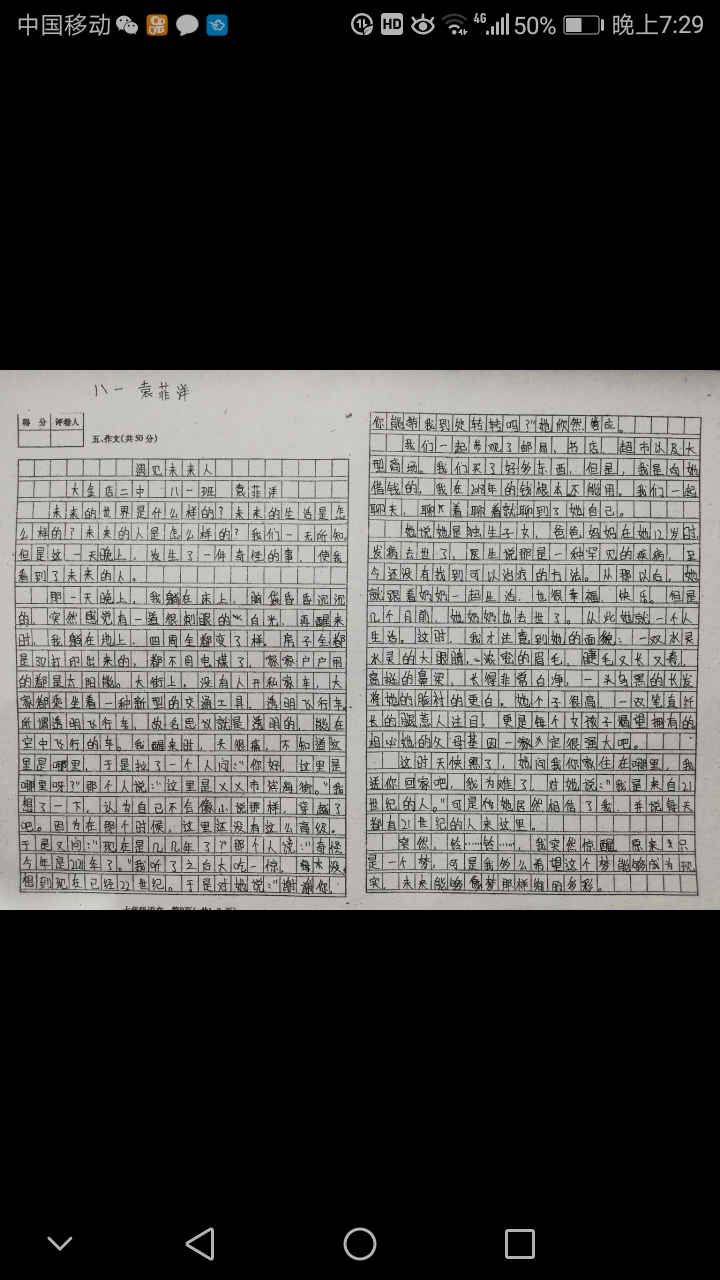 中国移动
HD
4G
50%
晚上7:29
八一 袁菲洋
得 分 评卷人
五、作文(共50分)
遇见未来人
大金店二中 八一班 袁菲洋
未来的世界是什么样的？未来的生活是怎
么样的？未来的人是怎么样的？我们一无所知。
但是这一天晚上，发生了一件奇怪的事，使我
看到了未来的人。
那一天晚上，我躺在床上，脑袋昏昏沉沉
的，突然感觉有一道很刺眼的白光，再醒来
时，我躺在地上，四周全都变了样。房子全都
是3D打印出来的，都不用电煤了，家家户户用
的都是太阳能。大街上，没有人开私家车，大
家都乘坐着一种新型的交通工具，透明飞行车。
所谓透明飞行车，故名思议就是透明的，能在
空中飞行的车。我醒来时，头很痛，不知道这
里是哪里，于是拉了一个人问：“你好，这里是
哪里呀？”那个人说：“这里是XX市滨海街。”我
想了一下，认为自己不会像小说那样，穿越了
吧。因为在那个时候，这里还没有这么高级。
于是又问：“现在是几几年了？”那个人说：“奇怪
今年是年了。”我听了之后大吃一惊，没
想到现在已经22世纪。于是对她说：“谢谢你，
你能带我到处转转吗？”她欣然答应。
我们一起参观了邮局、书店、超市以及大
型商场。我们买了好多东西，但是，我是向她
借钱的，我在年的钱根本不能用。我们一起
聊天，聊着聊着就聊到了她自己。
她说她是独生子女，爸爸妈妈在她12岁时
发病去世了，医生说那是一种罕见的疾病，至
今还没有找到可以治疗的方法。从那以后，她
就跟着奶奶一起生活，也很幸福、快乐。但是
几个月前，她奶奶也去世了。从此她就一个人
生活。这时，我才注意到她的面貌：一双水灵
水灵的大眼睛，浓密的眉毛，睫毛又长又卷，
高挺的鼻梁，长得非常白净，一头乌黑的长发
将她的脸衬的更白。她个子很高，一双笔直纤
长的腿惹人注目，更是每个女孩子渴望拥有的
相心她的父母基因一定很强大吧。
这时天快黑了，她问我你家住在哪里，我
送你回家吧，我为难了，对她说：“我是来自21
世纪的人。”可是她居然相信了我，并说每天
都有21世纪的人来这里。
突然，铃……铃……，我突然惊醒，原来只
是一个梦，可是我多么希望这个梦能够成为现
实，未来能够像梦那样绚丽多彩。